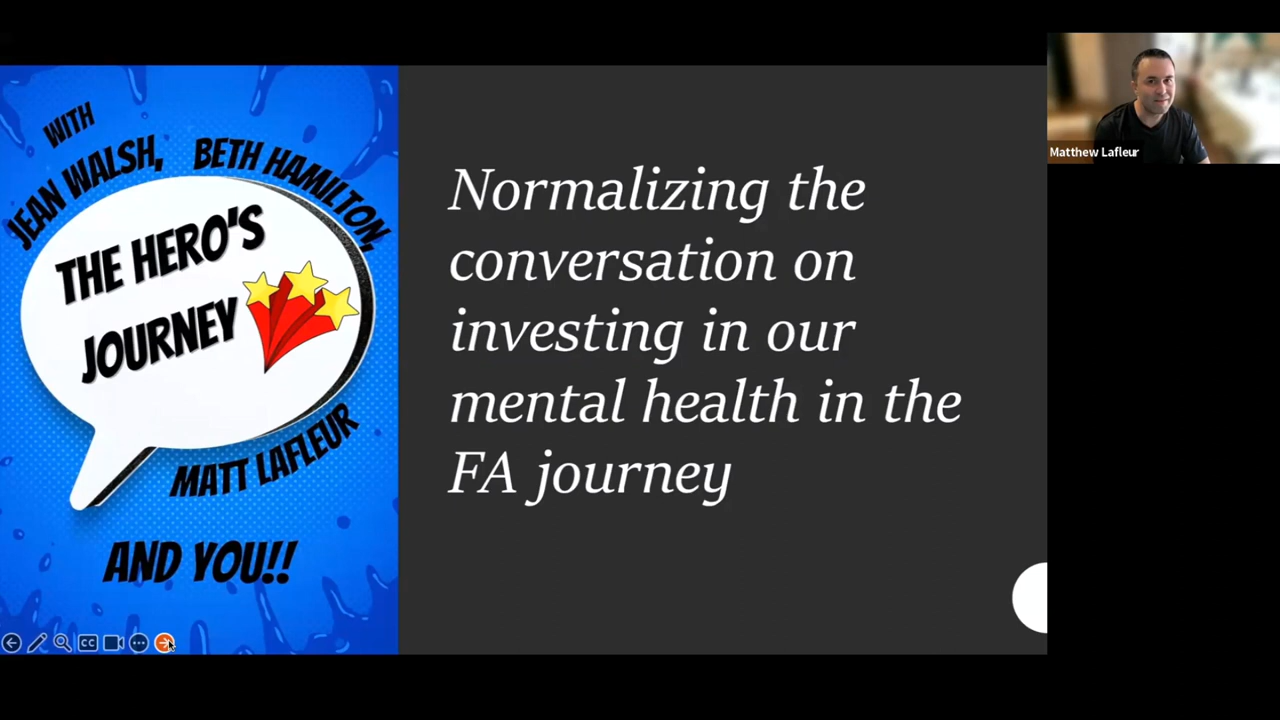 WITH
JEAN WALSH,
BETH HAMILTON,
THE HERO'S
JOURNEY
MATT LAFLEUR
AND YOU!!
CC
Normalizing the
conversation on
investing in our
mental health in the
FA journey
Matthew Lafleur